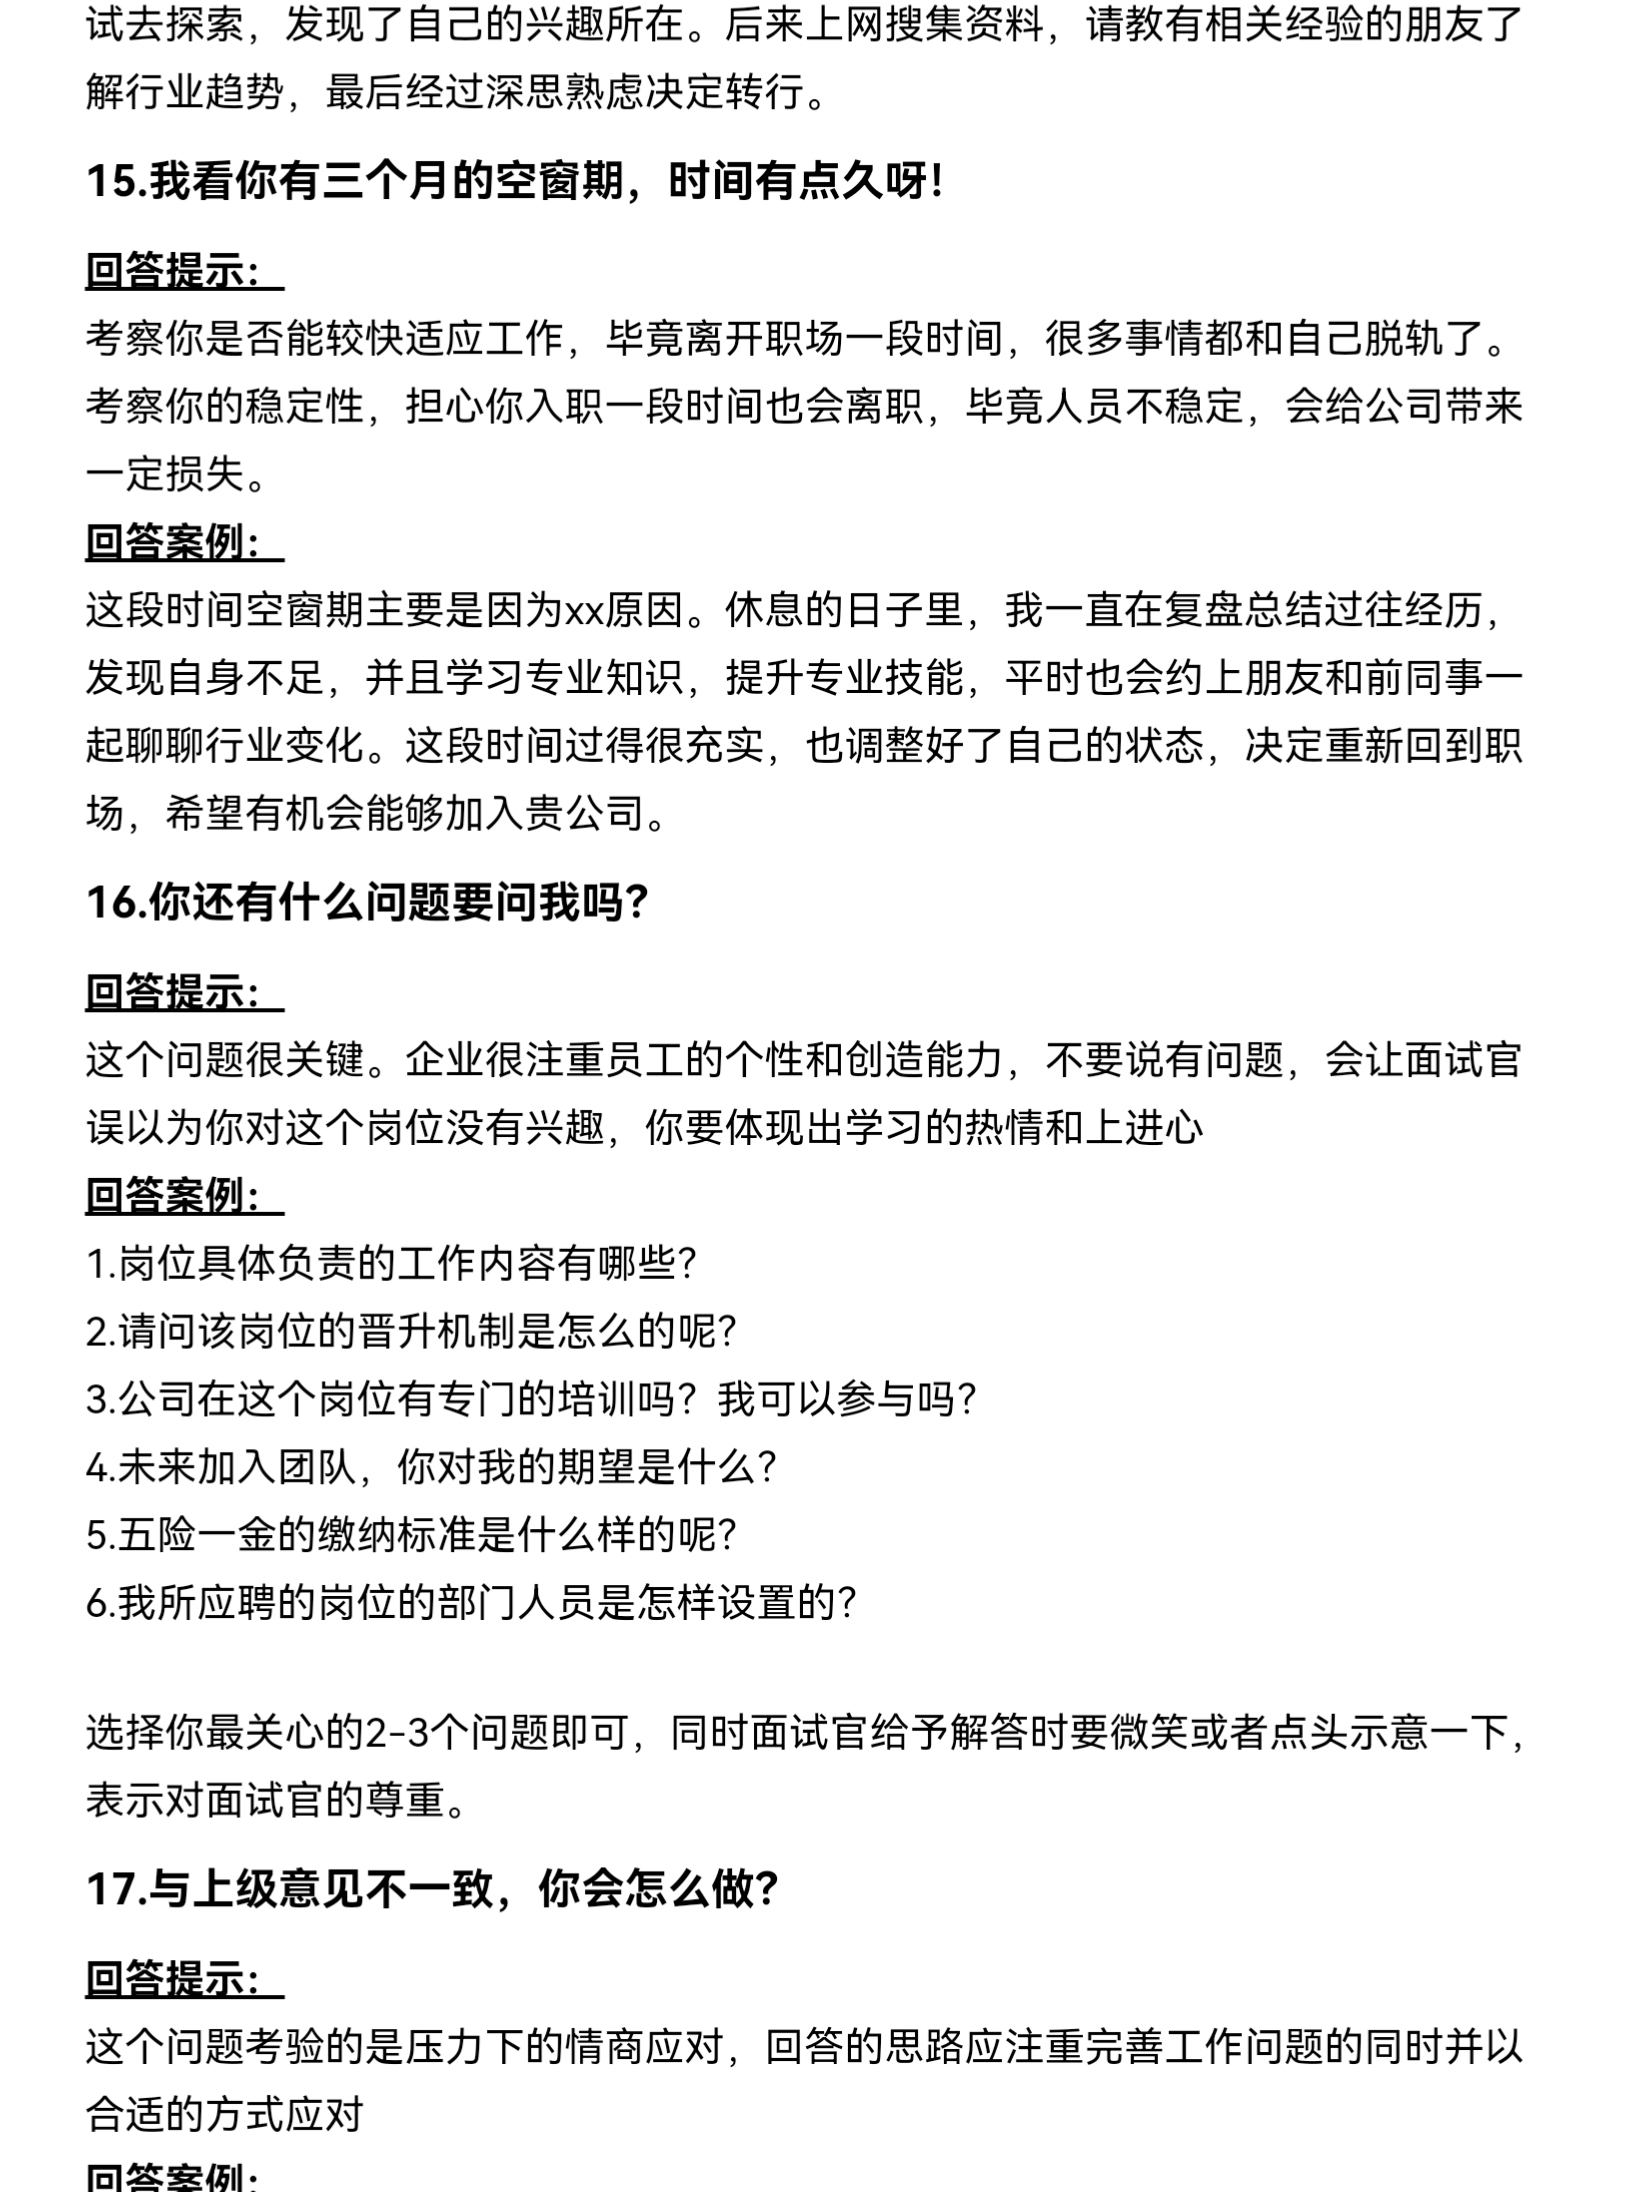 试去探索，发现了自己的兴趣所在。后来上网搜集资料，请教有相关经验的朋友了
解行业趋势，最后经过深思熟虑决定转行。
15.我看你有三个月的空窗期，时间有点久呀！
回答提示：
考察你是否能较快适应工作，毕竟离开职场一段时间，很多事情都和自己脱轨了。
考察你的稳定性，担心你入职一段时间也会离职，毕竟人员不稳定，会给公司带来
一定损失。
回答案例：
这段时间空窗期主要是因为xx原因。休息的日子里，我一直在复盘总结过往经历，
发现自身不足，并且学习专业知识，提升专业技能，平时也会约上朋友和前同事一
起聊聊行业变化。这段时间过得很充实，也调整好了自己的状态，决定重新回到职
场，希望有机会能够加入贵公司。
16.你还有什么问题要问我吗？
回答提示：
这个问题很关键。企业很注重员工的个性和创造能力，不要说有问题，会让面试官
误以为你对这个岗位没有兴趣，你要体现出学习的热情和上进心
回答案例：
1.岗位具体负责的工作内容有哪些？
2.请问该岗位的晋升机制是怎么的呢？
3.公司在这个岗位有专门的培训吗？我可以参与吗？
4.未来加入团队，你对我的期望是什么？
5.五险一金的缴纳标准是什么样的呢？
6.我所应聘的岗位的部门人员是怎样设置的？
选择你最关心的2-3个问题即可，同时面试官给予解答时要微笑或者点头示意一下，
表示对面试官的尊重。
17.与上级意见不一致，你会怎么做？
回答提示：
这个问题考验的是压力下的情商应对，回答的思路应注重完善工作问题的同时并以
合适的方式应对
回答案例：